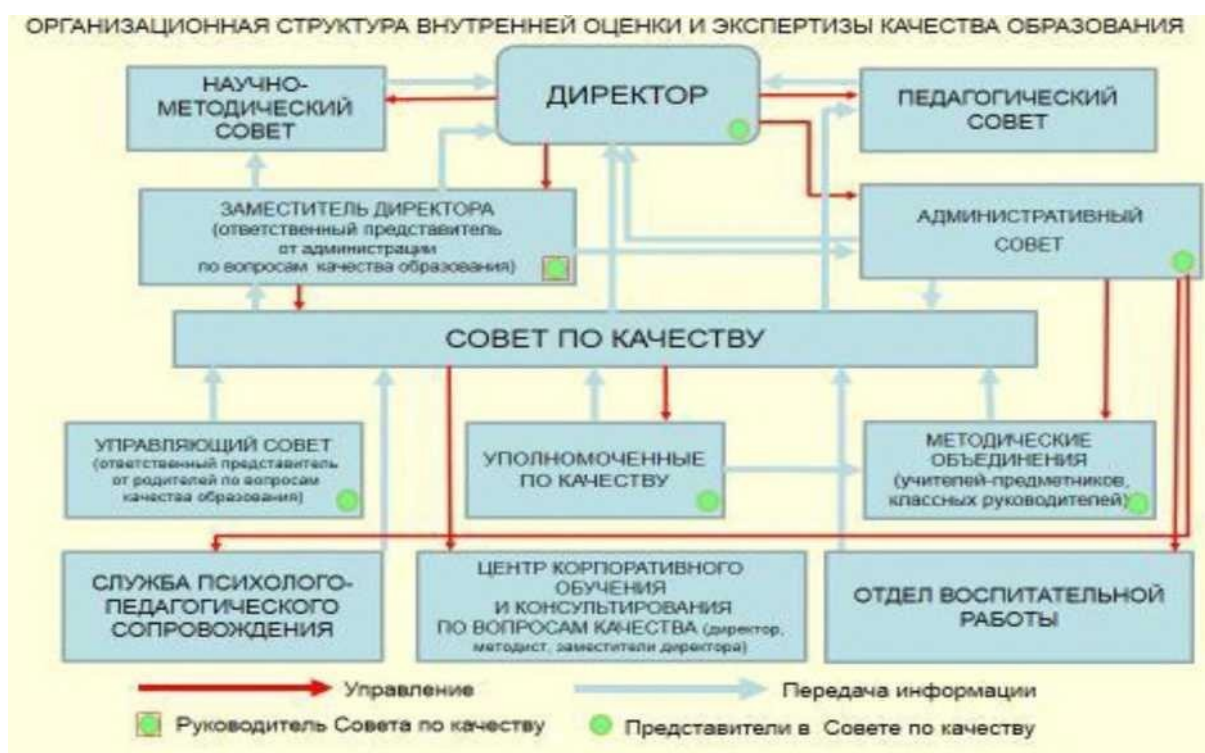 ОРГАНИЗАЦИОННАЯ СТРУКТУРА ВНУТРЕННЕЙ ОЦЕНКИ И ЭКСПЕРТИЗЫ КАЧЕСТВА ОБРАЗОВАНИЯ
НАУЧНО-
МЕТОДИЧЕСКИЙ
СОВЕТ
ДИРЕКТОР
ПЕДАГОГИЧЕСКИЙ
СОВЕТ
ЗАМЕСТИТЕЛЬ ДИРЕКТОРА
(ответственный представитель
от администрации
по вопросам качества образования)
АДМИНИСТРАТИВНЫЙ
СОВЕТ
СОВЕТ ПО КАЧЕСТВУ
УПРАВЛЯЮЩИЙ СОВЕТ
(ответственный представитель
от родителей по вопросам
качества образования)
УПОЛНОМОЧЕННЫЕ
ПО КАЧЕСТВУ
МЕТОДИЧЕСКИЕ
ОБЪЕДИНЕНИЯ
(учителей-предметников,
классных руководителей)
СЛУЖБА ПСИХОЛОГО-
ПЕДАГОГИЧЕСКОГО
СОПРОВОЖДЕНИЯ
ЦЕНТР КОРПОРАТИВНОГО
ОБУЧЕНИЯ
И КОНСУЛЬТИРОВАНИЯ
ПО ВОПРОСАМ КАЧЕСТВА (директор,
методист, заместители директора)
ОТДЕЛ ВОСПИТАТЕЛЬНОЙ
РАБОТЫ
Управление
Передача информации
Руководитель Совета по качеству
Представители в Совете по качеству